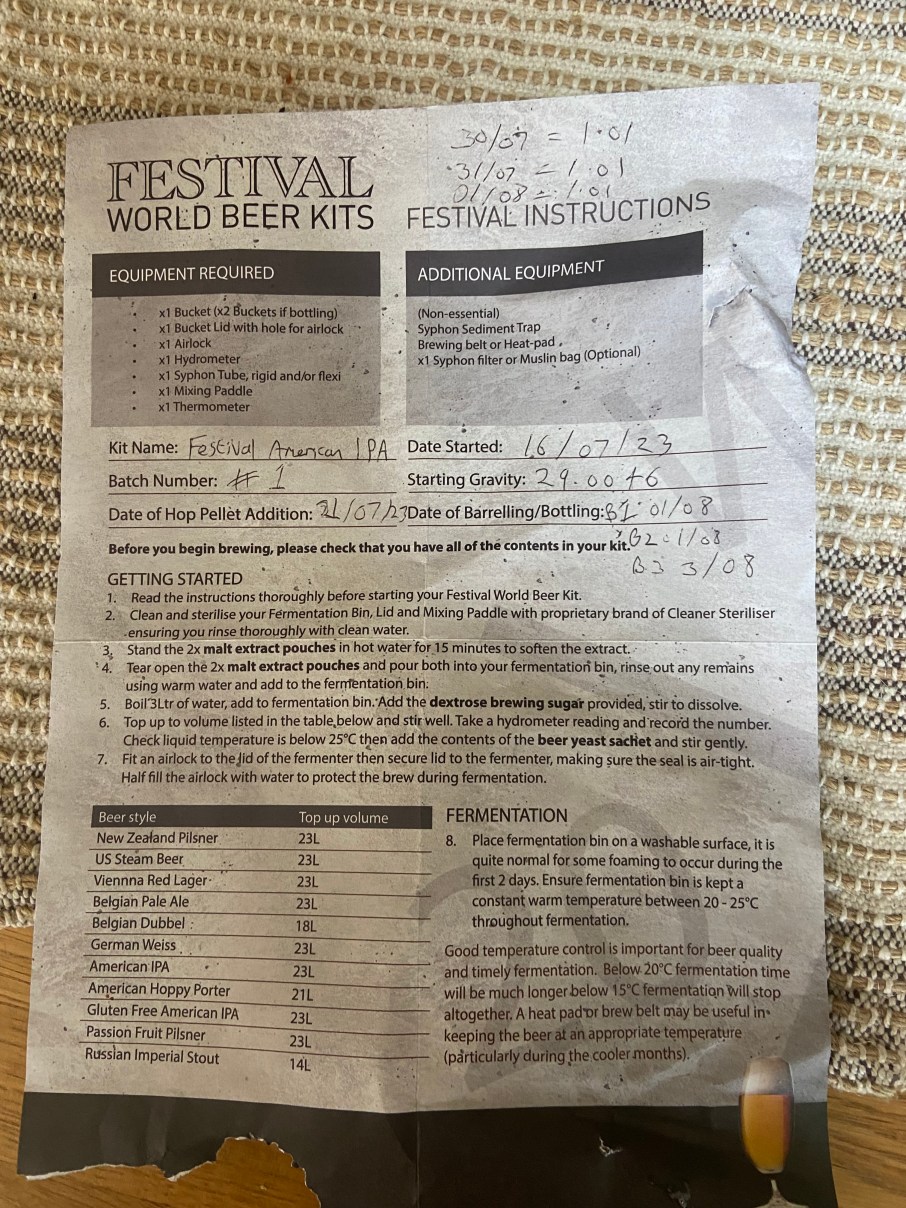 30/07 = 1.01
31/07 = 1.01
01/08 = 1.01
FESTIVAL
WORLD BEER KITS
FESTIVAL INSTRUCTIONS
EQUIPMENT REQUIRED
• x1 Bucket (x2 Buckets if bottling)
• x1 Bucket Lid with hole for airlock
• x1 Airlock
• x1 Hydrometer
• x1 Syphon Tube, rigid and/or flexi
• x1 Mixing Paddle
• x1 Thermometer
ADDITIONAL EQUIPMENT
(Non-essential)
Syphon Sediment Trap
Brewing belt or Heat-pad
x1 Syphon filter or Muslin bag (Optional)
Kit Name: Festival American IPA
Date Started: 16/07/23
Batch Number: # 1
Starting Gravity: 29.00
Date of Hop Pellet Addition: /07/23
Date of Barrelling/Bottling: B1: 01/08
B2: 1/08
B3 3/08
Before you begin brewing, please check that you have all of the contents in your kit.
GETTING STARTED
1. Read the instructions thoroughly before starting your Festival World Beer Kit.
2. Clean and sterilise your Fermentation Bin, Lid and Mixing Paddle with proprietary brand of Cleaner Steriliser
ensuring you rinse thoroughly with clean water.
3. Stand the 2x malt extract pouches in hot water for 15 minutes to soften the extract.
4. Tear open the 2x malt extract pouches and pour both into your fermentation bin, rinse out any remains
using warm water and add to the fermentation bin.
5. Boil 3Ltr of water, add to fermentation bin. Add the dextrose brewing sugar provided, stir to dissolve.
6. Top up to volume listed in the table below and stir well. Take a hydrometer reading and record the number.
Check liquid temperature is below 25°C then add the contents of the beer yeast sachet and stir gently.
7. Fit an airlock to the lid of the fermenter then secure lid to the fermenter, making sure the seal is air-tight.
Half fill the airlock with water to protect the brew during fermentation.
Beer style Top up volume
New Zealand Pilsner 23L
US Steam Beer 23L
Viennna Red Lager 23L
Belgian Pale Ale 23L
Belgian Dubbel 18L
German Weiss 23L
American IPA 23L
American Hoppy Porter 21L
Gluten Free American IPA 23L
Passion Fruit Pilsner 23L
Russian Imperial Stout 14L
FERMENTATION
8. Place fermentation bin on a washable surface, it is
quite normal for some foaming to occur during the
first 2 days. Ensure fermentation bin is kept a
constant warm temperature between 20 - 25°C
throughout fermentation.
Good temperature control is important for beer quality
and timely fermentation. Below 20°C fermentation time
will be much longer below 15°C fermentation will stop
altogether. A heat pad or brew belt may be useful in
keeping the beer at an appropriate temperature
(particularly during the cooler months).